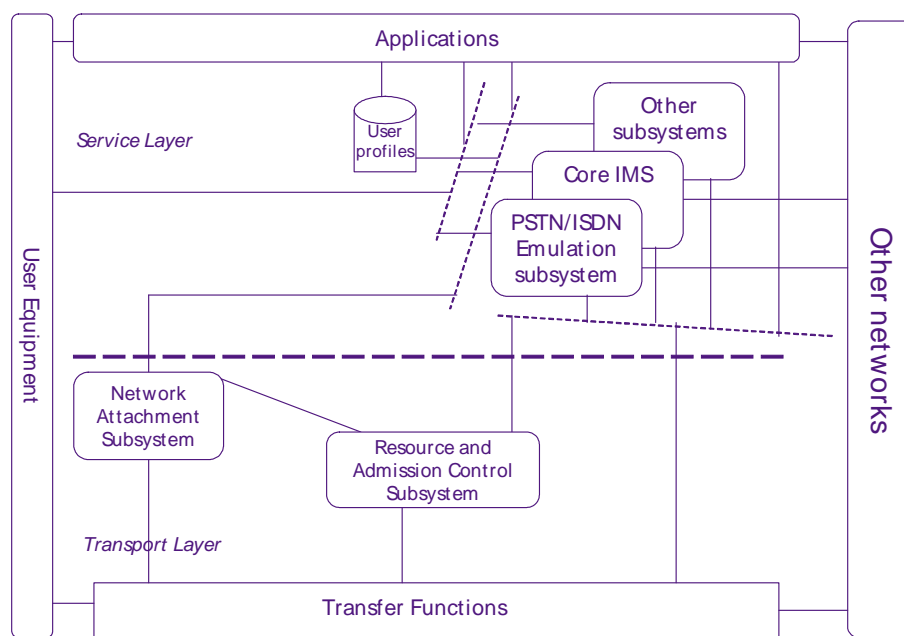 Applications
User
profiles
Service Layer
Other
subsystems
Core IMS
PSTN/ISDN
Emulation
subsystem
User Equipment
Other networks
Network
Attachment
Subsystem
Resource and
Admission Control
Subsystem
Transport Layer
Transfer Functions